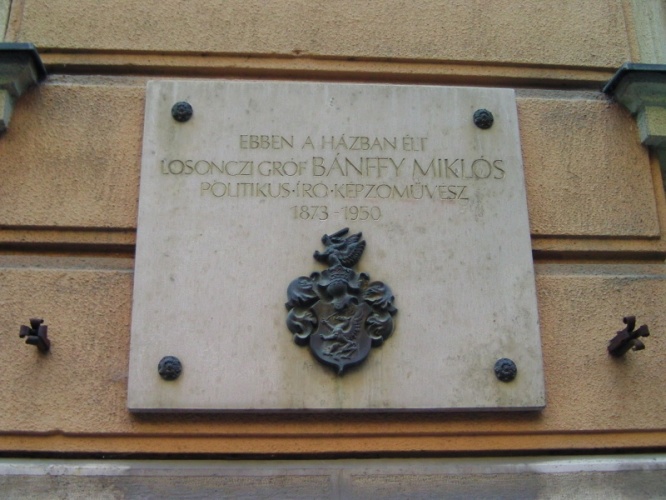 EBBEN A HÁZBAN ÉLT
LOSONCZI GRÓF BÁNFFY MIKLÓS
POLITIKUS·ÍRÓ·KÉPZŐMŰVÉSZ
1873-1950